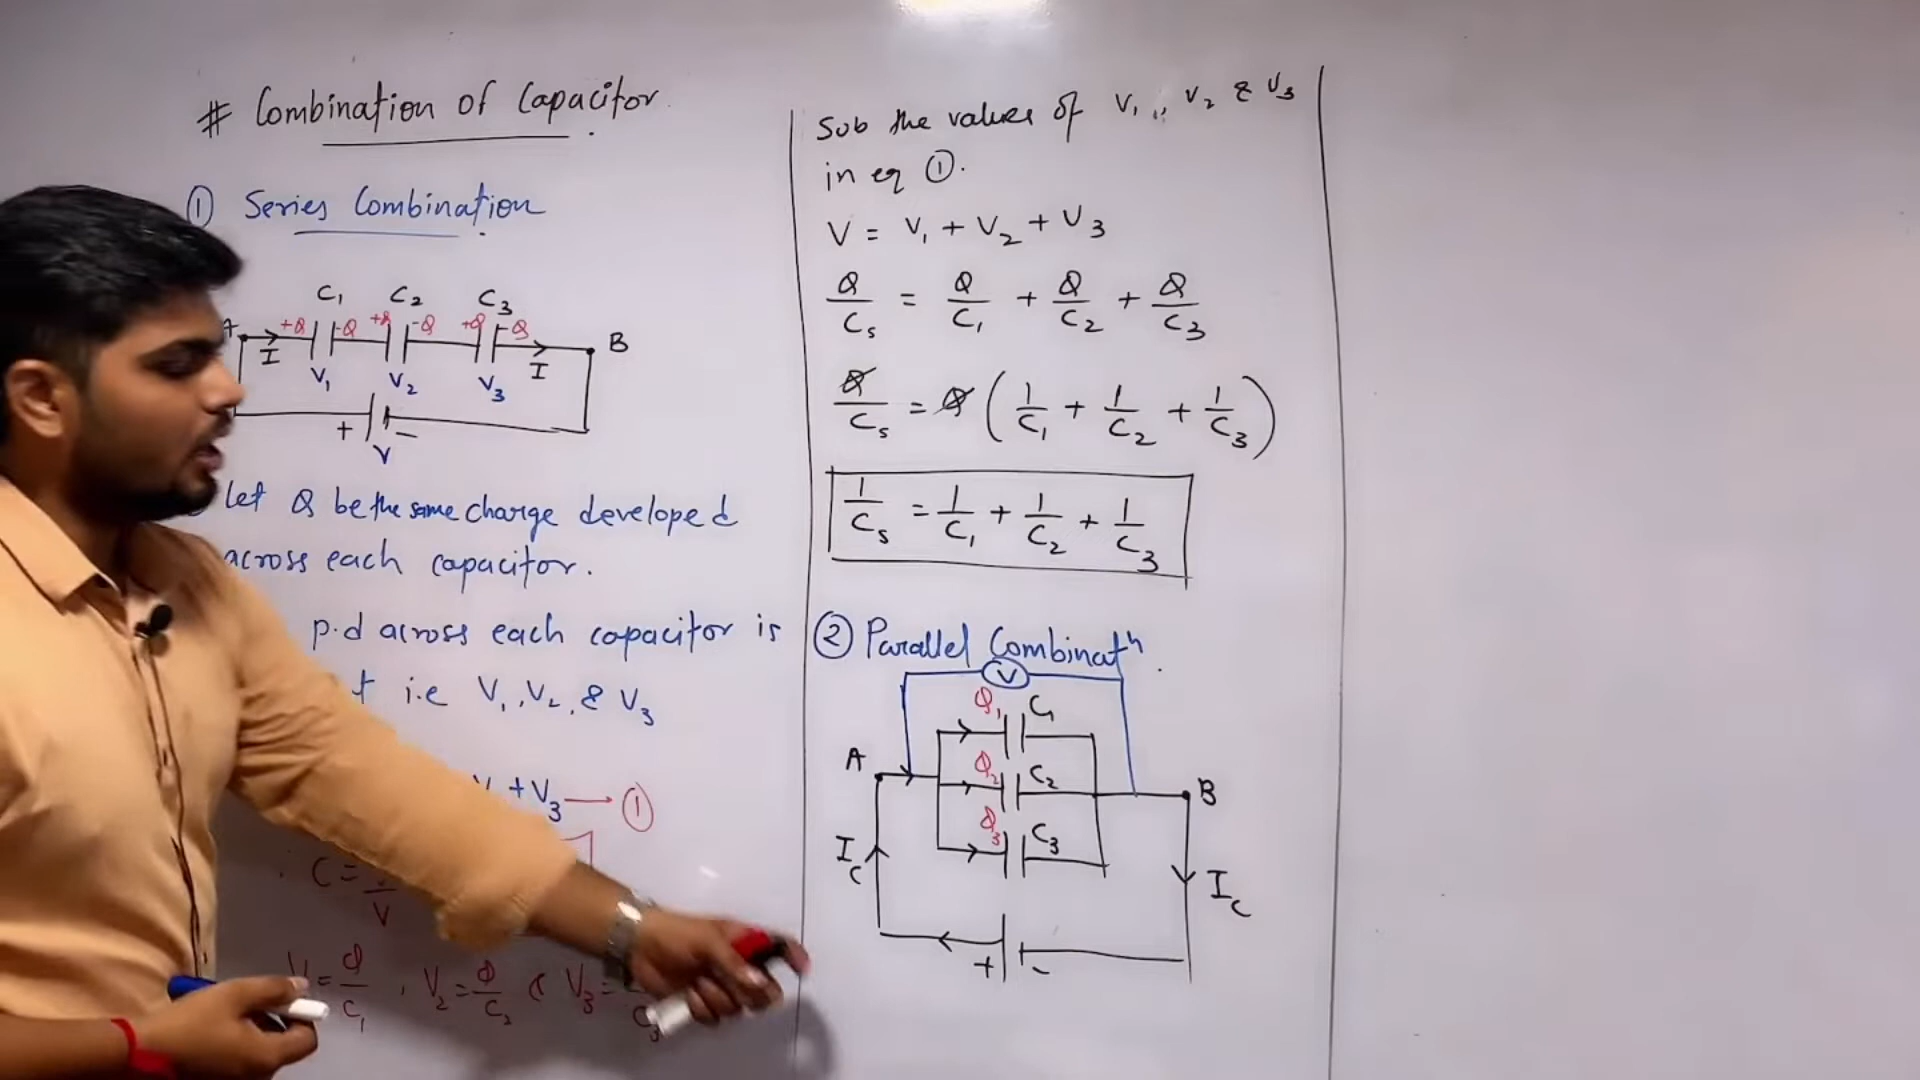 # Combination of Capacitor
① Series Combination
C₁ C₂ C₃
+Q -Q +Q -Q +Q -Q
A B
I I
V₁ V₂ V₃
+ -
V
let Q be the same charge developed
across each capacitor.
p.d across each capacitor is
i.e V₁, V₂, & V₃
+ V₃ → ①
C = / V
V = Q/C₁ , V₂ = Q/C₂ & V₃ =
Sub the values of V₁,, V₂ & V₃
in eq ①.
V = V₁ + V₂ + V₃
Q/Cₛ = Q/C₁ + Q/C₂ + Q/C₃
Q/Cₛ = Q (1/C₁ + 1/C₂ + 1/C₃)
1/Cₛ = 1/C₁ + 1/C₂ + 1/C₃
② Parallel Combinatⁿ.
V
Q₁ C₁
A Q₂ C₂ B
Q₃ C₃
I_C I_C
+ -